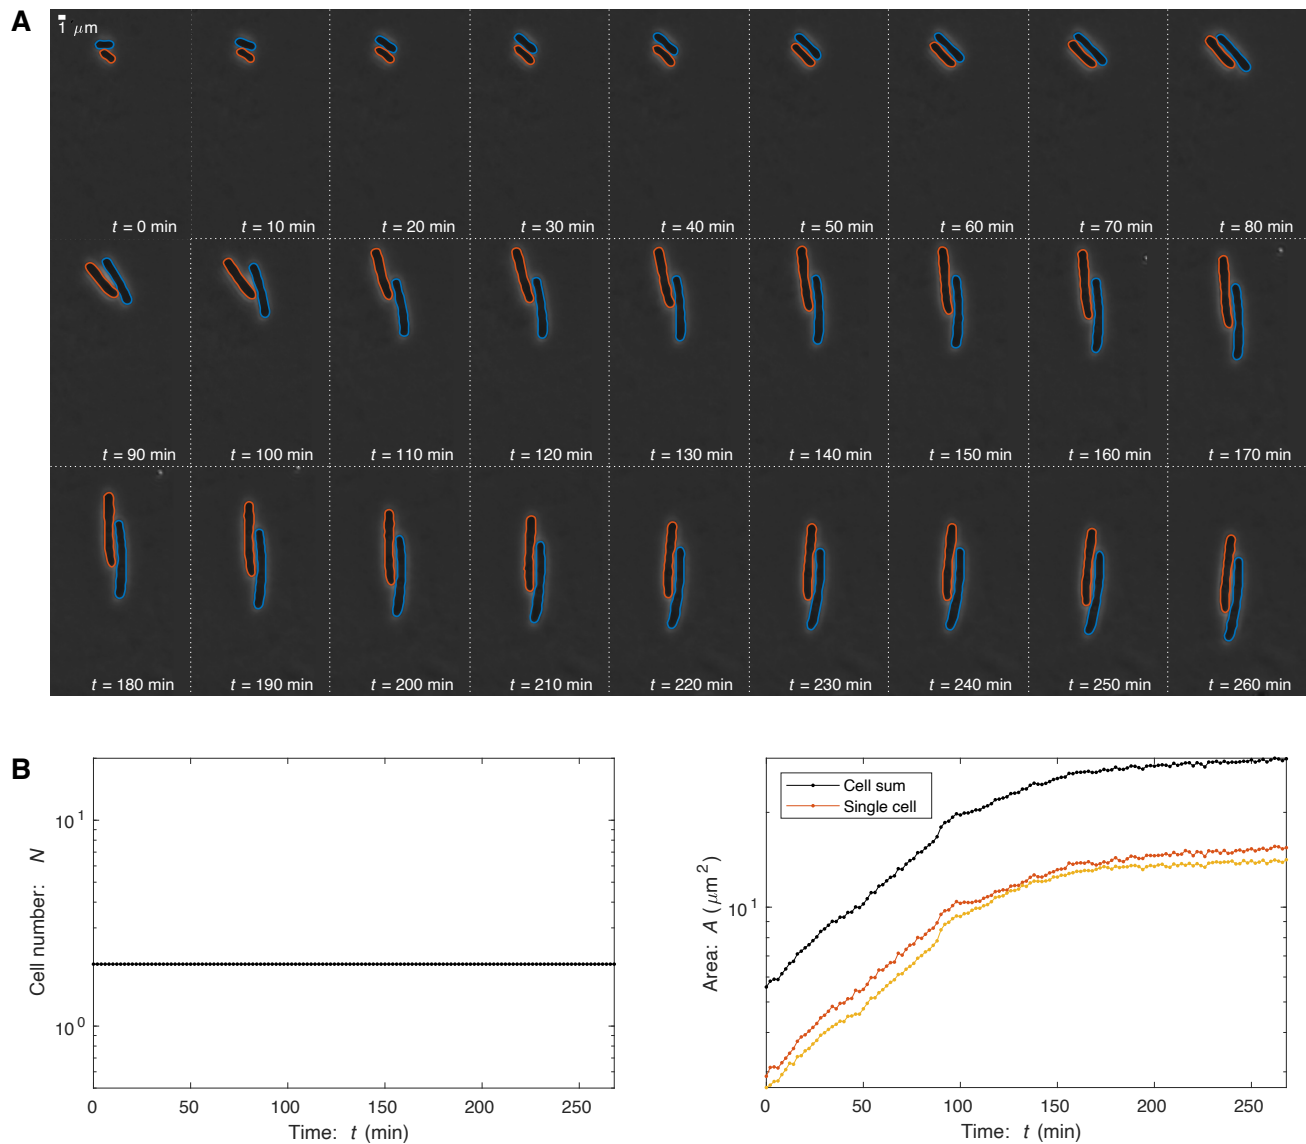 A
1 μm
t = 0 min t = 10 min t = 20 min t = 30 min t = 40 min t = 50 min t = 60 min t = 70 min t = 80 min
t = 90 min t = 100 min t = 110 min t = 120 min t = 130 min t = 140 min t = 150 min t = 160 min t = 170 min
t = 180 min t = 190 min t = 200 min t = 210 min t = 220 min t = 230 min t = 240 min t = 250 min t = 260 min
B
Cell number: N
10^1
10^0
0 50 100 150 200 250
Time: t (min)
Area: A (μm^2)
10^1
Cell sum
Single cell
0 50 100 150 200 250
Time: t (min)